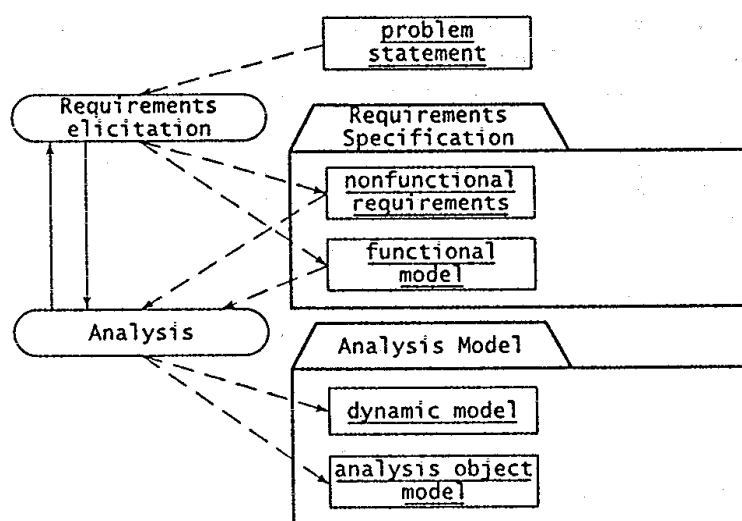 problem
statement
Requirements
elicitation
Requirements
Specification
nonfunctional
requirements
functional
model
Analysis
Analysis Model
dynamic model
analysis object
model